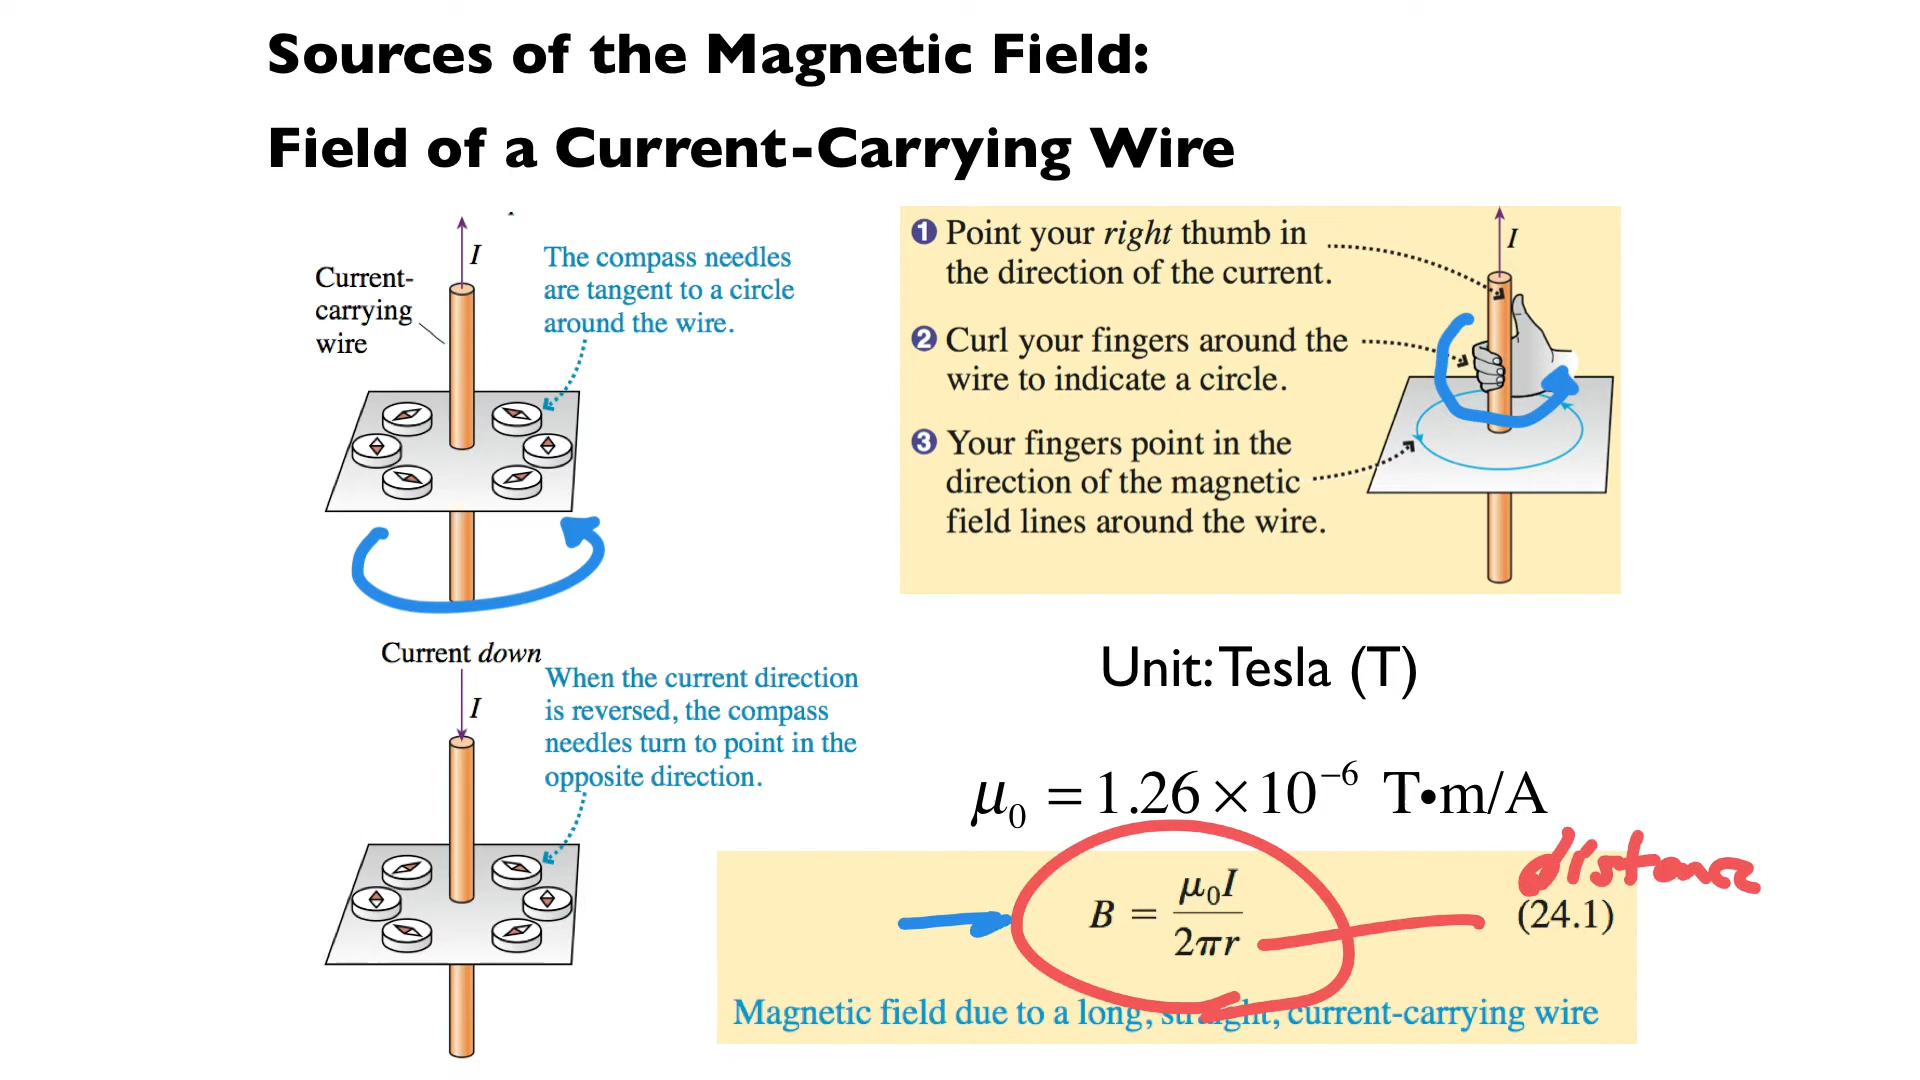 Sources of the Magnetic Field:
Field of a Current-Carrying Wire
I
Current-
carrying
wire
The compass needles
are tangent to a circle
around the wire.
1 Point your right thumb in
the direction of the current.
2 Curl your fingers around the
wire to indicate a circle.
3 Your fingers point in the
direction of the magnetic
field lines around the wire.
I
Current down
I
When the current direction
is reversed, the compass
needles turn to point in the
opposite direction.
Unit: Tesla (T)
μ₀ = 1.26 × 10⁻⁶ T•m/A
distance
B = μ₀I / 2πr
(24.1)
Magnetic field due to a long, straight, current-carrying wire